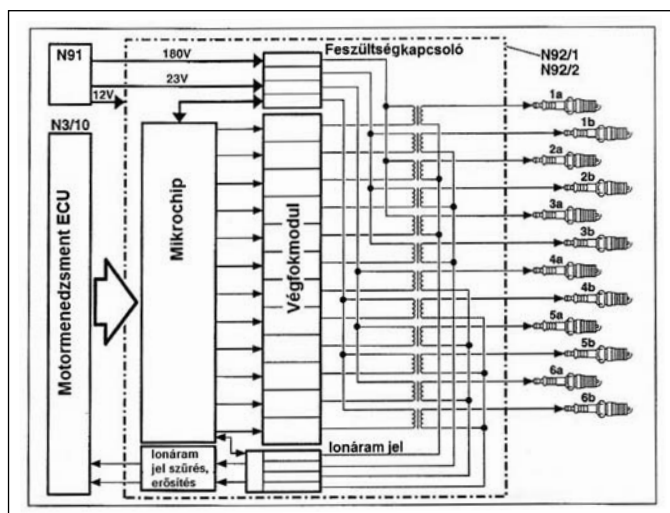 Feszültségkapcsoló
N91
180V
23V
12V
N92/1
N92/2
N3/10
Motormenedzsment ECU
Mikrochip
Végfokmodul
1a
1b
2a
2b
3a
3b
4a
4b
5a
5b
6a
6b
Ionáram jel
Ionáram
jel szűrés,
erősítés